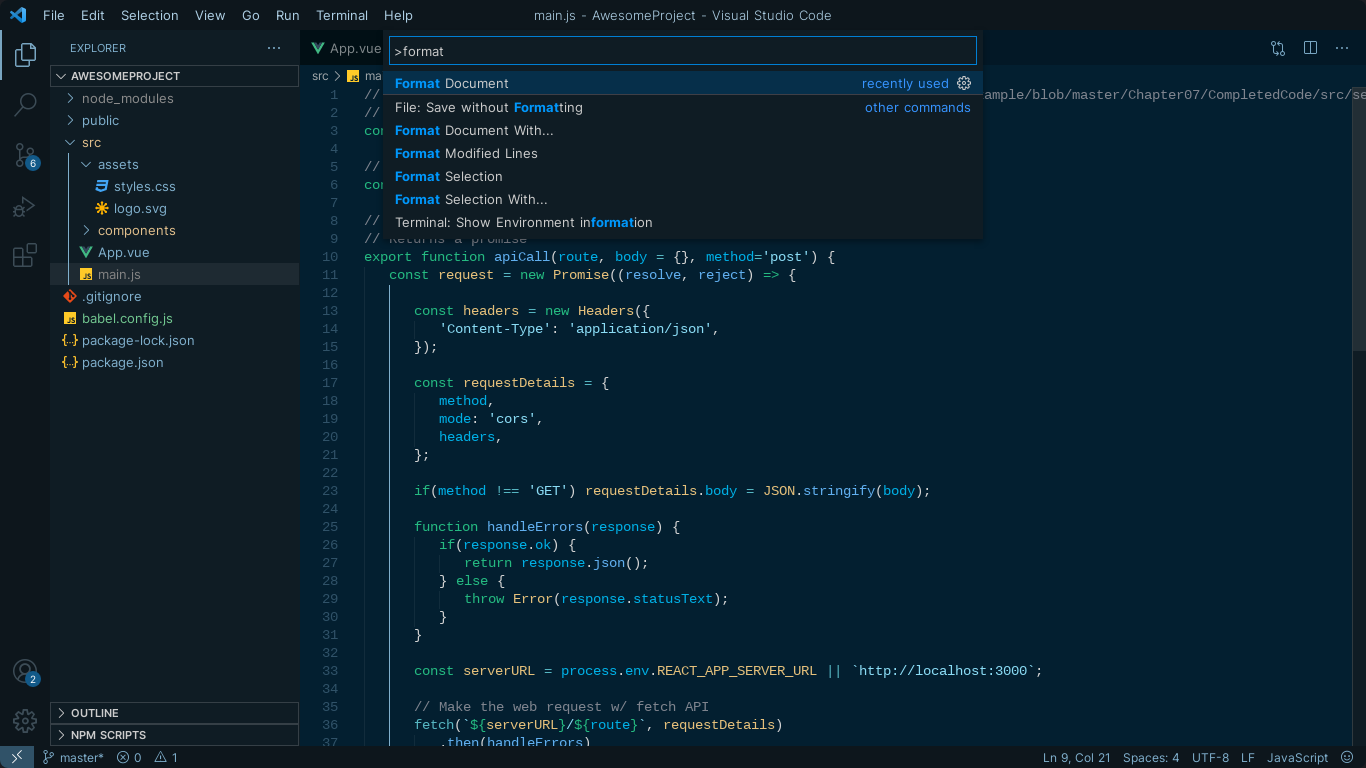 File Edit Selection View Go Run Terminal Help
main.js - AwesomeProject - Visual Studio Code
EXPLORER
AWESOMEPROJECT
node_modules
public
src
assets
styles.css
logo.svg
components
App.vue
main.js
.gitignore
babel.config.js
package-lock.json
package.json
OUTLINE
NPM SCRIPTS
6
2
App.vue
>format
Format Document recently used
File: Save without Formatting other commands
Format Document With...
Format Modified Lines
Format Selection
Format Selection With...
Terminal: Show Environment information
src
1 //
2 //
3
4
5 //
6
7
8 //
9 // Returns a promise
10 export function apiCall(route, body = {}, method='post') {
11 const request = new Promise((resolve, reject) => {
12
13 const headers = new Headers({
14 'Content-Type': 'application/json',
15 });
16
17 const requestDetails = {
18 method,
19 mode: 'cors',
20 headers,
21 };
22
23 if(method !== 'GET') requestDetails.body = JSON.stringify(body);
24
25 function handleErrors(response) {
26 if(response.ok) {
27 return response.json();
28 } else {
29 throw Error(response.statusText);
30 }
31 }
32
33 const serverURL = process.env.REACT_APP_SERVER_URL || `http://localhost:3000`;
34
35 // Make the web request w/ fetch API
36 fetch(`${serverURL}/${route}`, requestDetails)
37 .then(handleErrors)
master* 0 1
Ln 9, Col 21 Spaces: 4 UTF-8 LF JavaScript